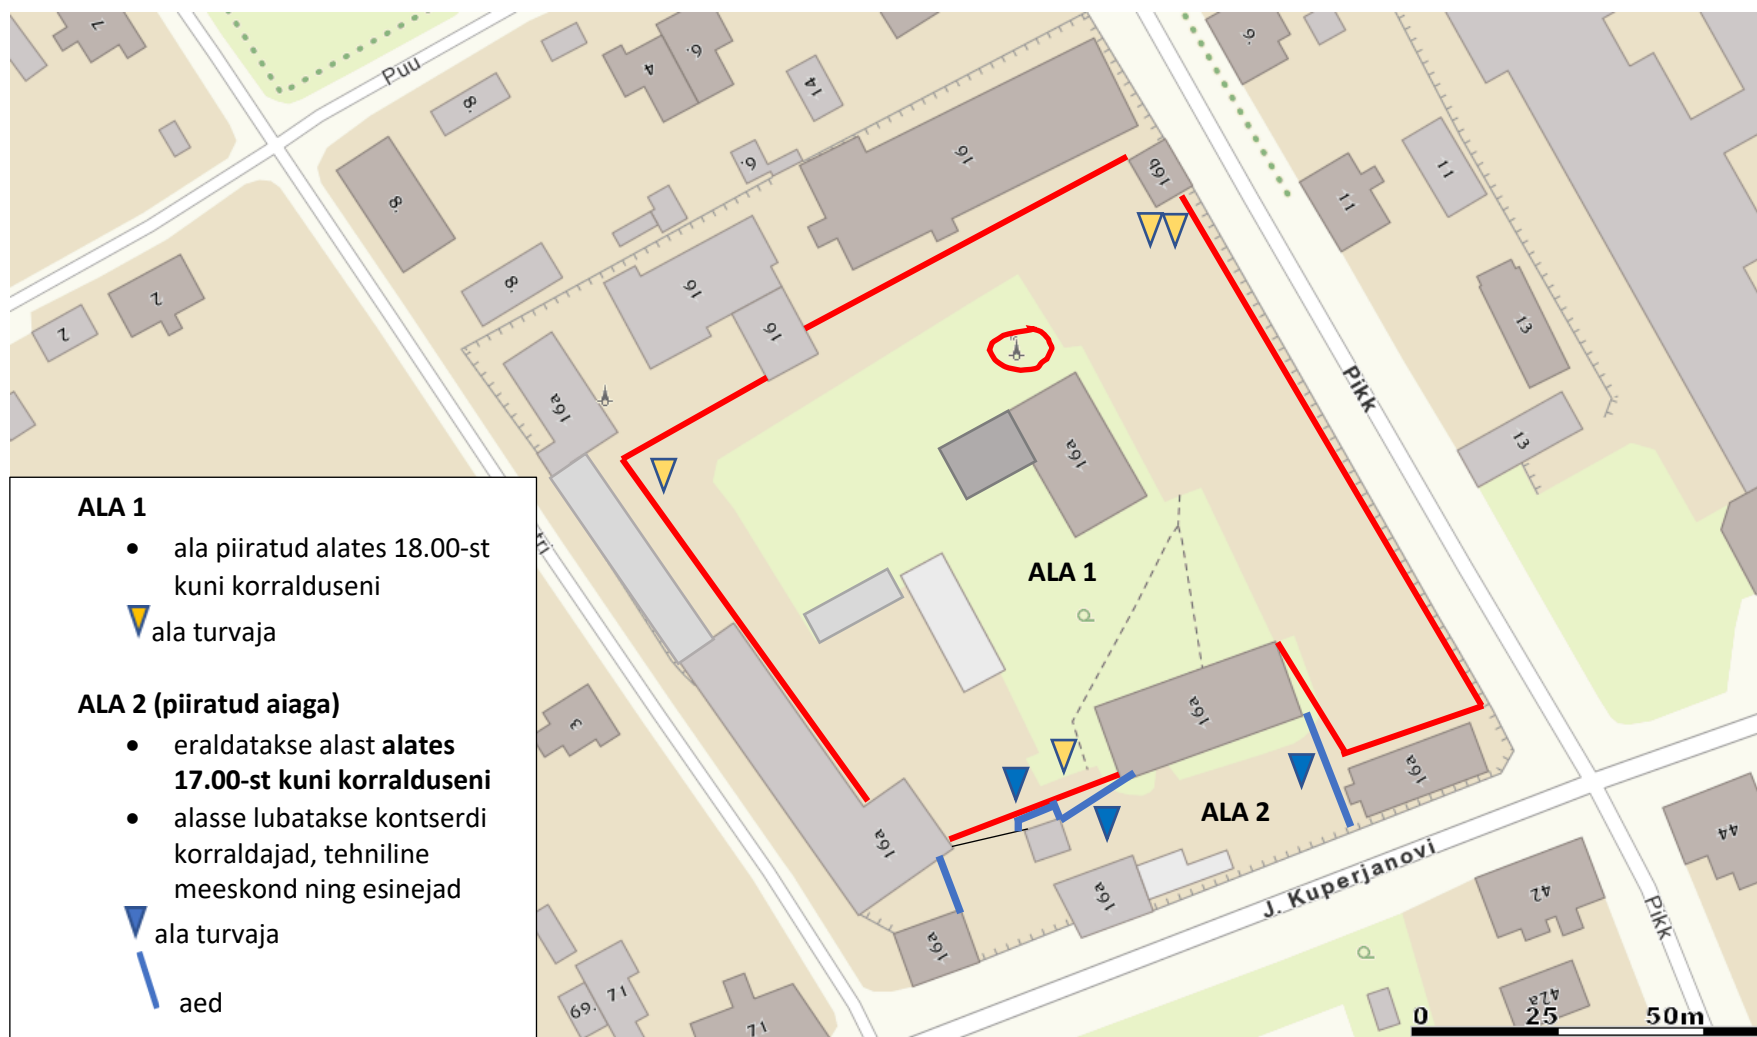 7
Puu
4
6.
6.
14
8.
6.
16
16b
8.
16
11
11
2
2
8.
16
16a
13
Pikk
16a
13
tri
ALA 1
3
16a
16a
ALA 2
16a
16a
16a
J. Kuperjanovi
44
42
Pikk
42a
69.
71
71
ALA 1
• ala piiratud alates 18.00-st
kuni korralduseni
ala turvaja
ALA 2 (piiratud aiaga)
• eraldatakse alast alates
17.00-st kuni korralduseni
• alasse lubatakse kontserdi
korraldajad, tehniline
meeskond ning esinejad
ala turvaja
aed
0 25 50m